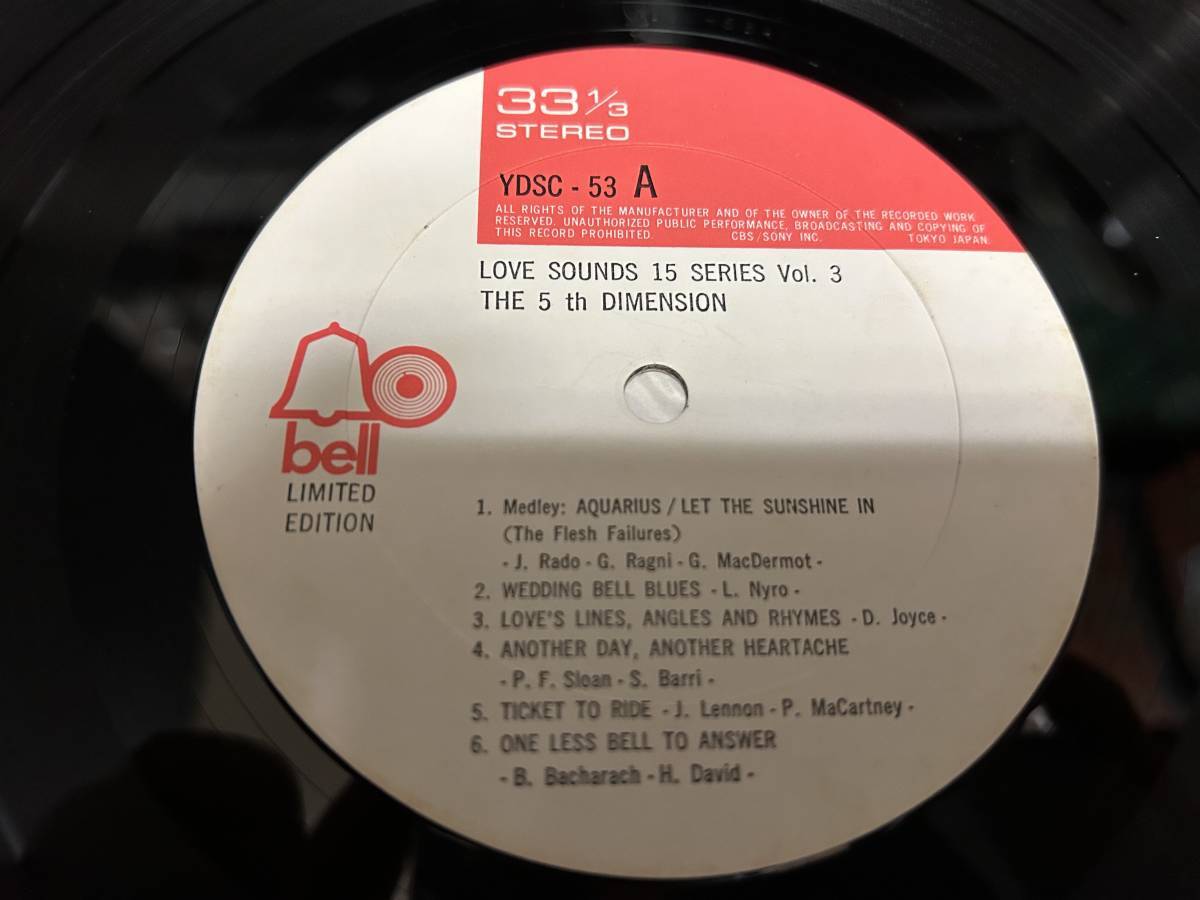 33 1/3
STEREO
YDSC - 53 A
ALL RIGHTS OF THE MANUFACTURER AND OF THE OWNER OF THE RECORDED WORK
RESERVED. UNAUTHORIZED PUBLIC PERFORMANCE, BROADCASTING AND COPYING OF
THIS RECORD PROHIBITED. CBS/SONY INC. TOKYO JAPAN.
LOVE SOUNDS 15 SERIES Vol. 3
THE 5 th DIMENSION
bell
LIMITED
EDITION
1. Medley: AQUARIUS / LET THE SUNSHINE IN
(The Flesh Failures)
- J. Rado - G. Ragni - G. MacDermot -
2. WEDDING BELL BLUES - L. Nyro -
3. LOVE'S LINES, ANGLES AND RHYMES - D. Joyce -
4. ANOTHER DAY, ANOTHER HEARTACHE
- P. F. Sloan - S. Barri -
5. TICKET TO RIDE - J. Lennon - P. MaCartney -
6. ONE LESS BELL TO ANSWER
- B. Bacharach - H. David -